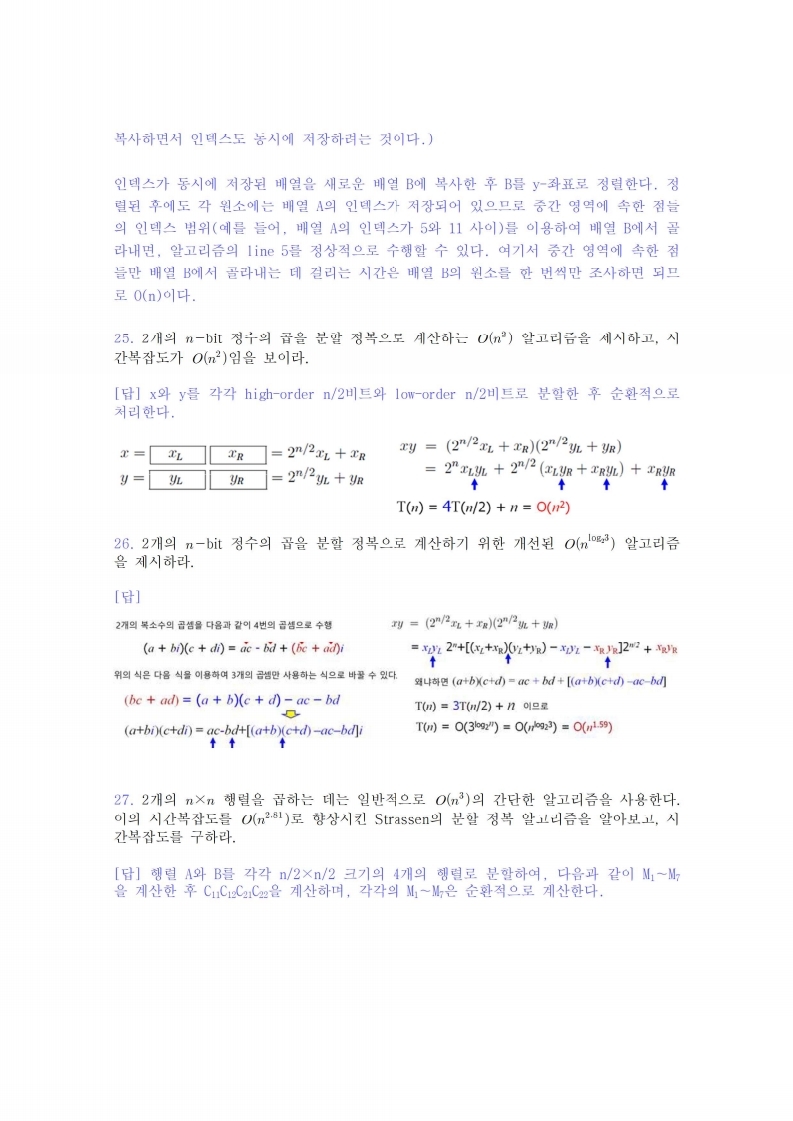 복사하면서 인덱스도 동시에 저장하려는 것이다.)
인덱스가 동시에 저장된 배열을 새로운 배열 B에 복사한 후 B를 y-좌표로 정렬한다. 정
렬된 후에도 각 원소에는 배열 A의 인덱스가 저장되어 있으므로 중간 영역에 속한 점들
의 인덱스 범위(예를 들어, 배열 A의 인덱스가 5와 11 사이)를 이용하여 배열 B에서 골
라내면, 알고리즘의 line 5를 정상적으로 수행할 수 있다. 여기서 중간 영역에 속한 점
들만 배열 B에서 골라내는 데 걸리는 시간은 배열 B의 원소를 한 번씩만 조사하면 되므
로 O(n)이다.
25. 2개의 n-bit 정수의 곱을 분할 정복으로 계산하는 O(n²) 알고리즘을 제시하고, 시
간복잡도가 O(n²)임을 보이라.
[답] x와 y를 각각 high-order n/2비트와 low-order n/2비트로 분할한 후 순환적으로
처리한다.
x = x_L x_R = 2^{n/2}x_L + x_R
y = y_L y_R = 2^{n/2}y_L + y_R
xy = (2^{n/2}x_L + x_R)(2^{n/2}y_L + y_R)
= 2^n x_Ly_L + 2^{n/2} (x_Ly_R + x_Ry_L) + x_Ry_R
T(n) = 4T(n/2) + n = O(n²)
26. 2개의 n-bit 정수의 곱을 분할 정복으로 계산하기 위한 개선된 O(n^{log₂3}) 알고리즘
을 제시하라.
[답]
2개의 복소수의 곱셈을 다음과 같이 4번의 곱셈으로 수행
(a + bi)(c + di) = ac - bd + (bc + ad)i
위의 식은 다음 식을 이용하여 3개의 곱셈만 사용하는 식으로 바꿀 수 있다.
(bc + ad) = (a + b)(c + d) – ac – bd
(a+bi)(c+di) = ac-bd+[(a+b)(c+d)–ac–bd]i
xy = (2^{n/2}x_L + x_R)(2^{n/2}y_L + y_R)
= x_Ly_L 2^n+[(x_L+x_R)(y_L+y_R) – x_Ly_L – x_Ry_R]2^{n/2} + x_Ry_R
왜냐하면 (a+b)(c+d) = ac + bd + [(a+b)(c+d) –ac–bd]
T(n) = 3T(n/2) + n 이므로
T(n) = O(3^{log₂n}) = O(n^{log₂3}) = O(n^{1.59})
27. 2개의 n×n 행렬을 곱하는 데는 일반적으로 O(n³)의 간단한 알고리즘을 사용한다.
이의 시간복잡도를 O(n^{2.81})로 향상시킨 Strassen의 분할 정복 알고리즘을 알아보고, 시
간복잡도를 구하라.
[답] 행렬 A와 B를 각각 n/2×n/2 크기의 4개의 행렬로 분할하여, 다음과 같이 M₁~M₇
을 계산한 후 C₁₁C₁₂C₂₁C₂₂을 계산하며, 각각의 M₁~M₇은 순환적으로 계산한다.